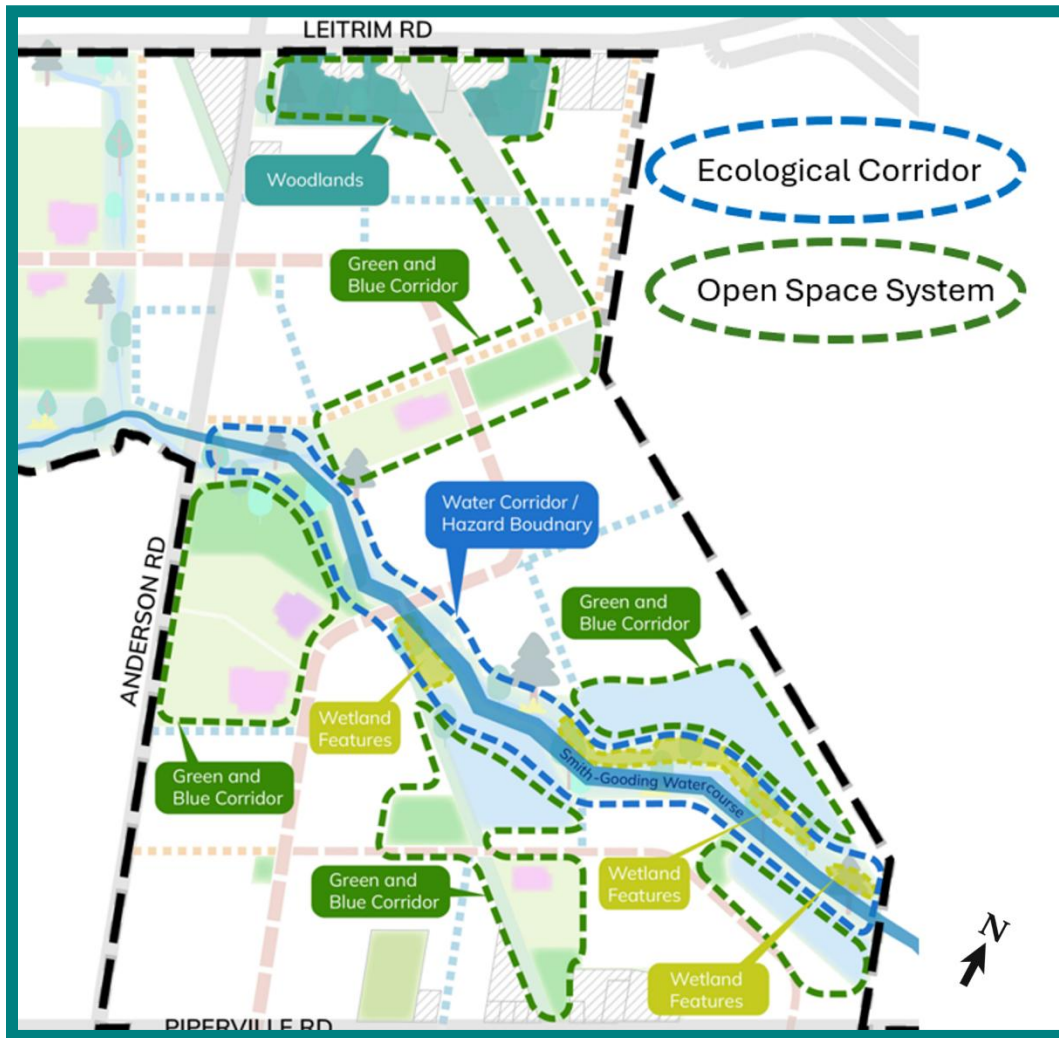 LEITRIM RD
Ecological Corridor
Woodlands
Green and
Blue Corridor
Open Space System
Water Corridor /
Hazard Boudnary
ANDERSON RD
Green and
Blue Corridor
Wetland
Features
Smith-Gooding Watercourse
Green and
Blue Corridor
Wetland
Features
Green and
Blue Corridor
N
Wetland
Features
PIPERVILLE RD